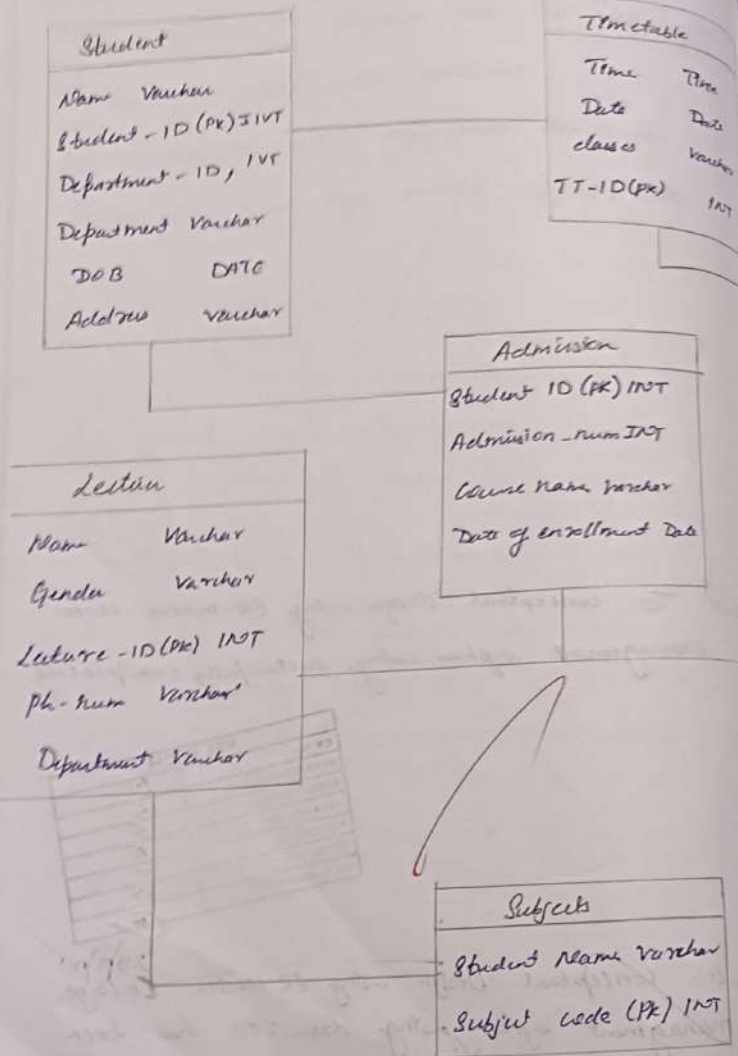 Student
Name Varchar
Student-ID (PK) INT
Department-ID, INT
Department Varchar
DOB DATE
Address varchar
Timetable
Time Time
Date Date
classes Varchar
TT-ID (PK) INT
Admission
Student ID (PK) INT
Admission_num INT
Course name varchar
Date of enrollment Date
Name Varchar
Gender Varchar
Lecture-ID (PK) INT
Ph-num Varchar
Department Varchar
Subjects
Student Name Varchar
Subject code (PK) INT